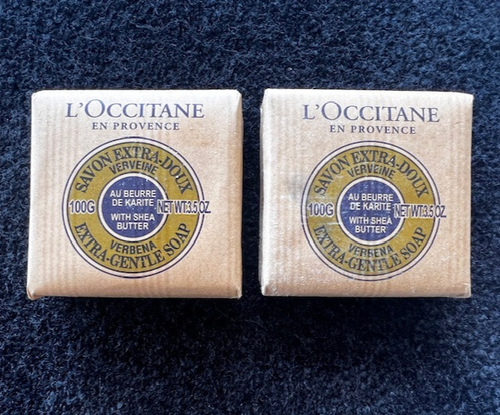 L'OCCITANE
EN PROVENCE
SAVON EXTRA-DOUX
VERVEINE
AU BEURRE
DE KARITE
100G
NET WT.3.5 OZ.
WITH SHEA
BUTTER
VERBENA
EXTRA-GENTLE SOAP
L'OCCITANE
EN PROVENCE
SAVON EXTRA-DOUX
VERVEINE
AU BEURRE
DE KARITE
100G
NET WT.3.5 OZ.
WITH SHEA
BUTTER
VERBENA
EXTRA-GENTLE SOAP